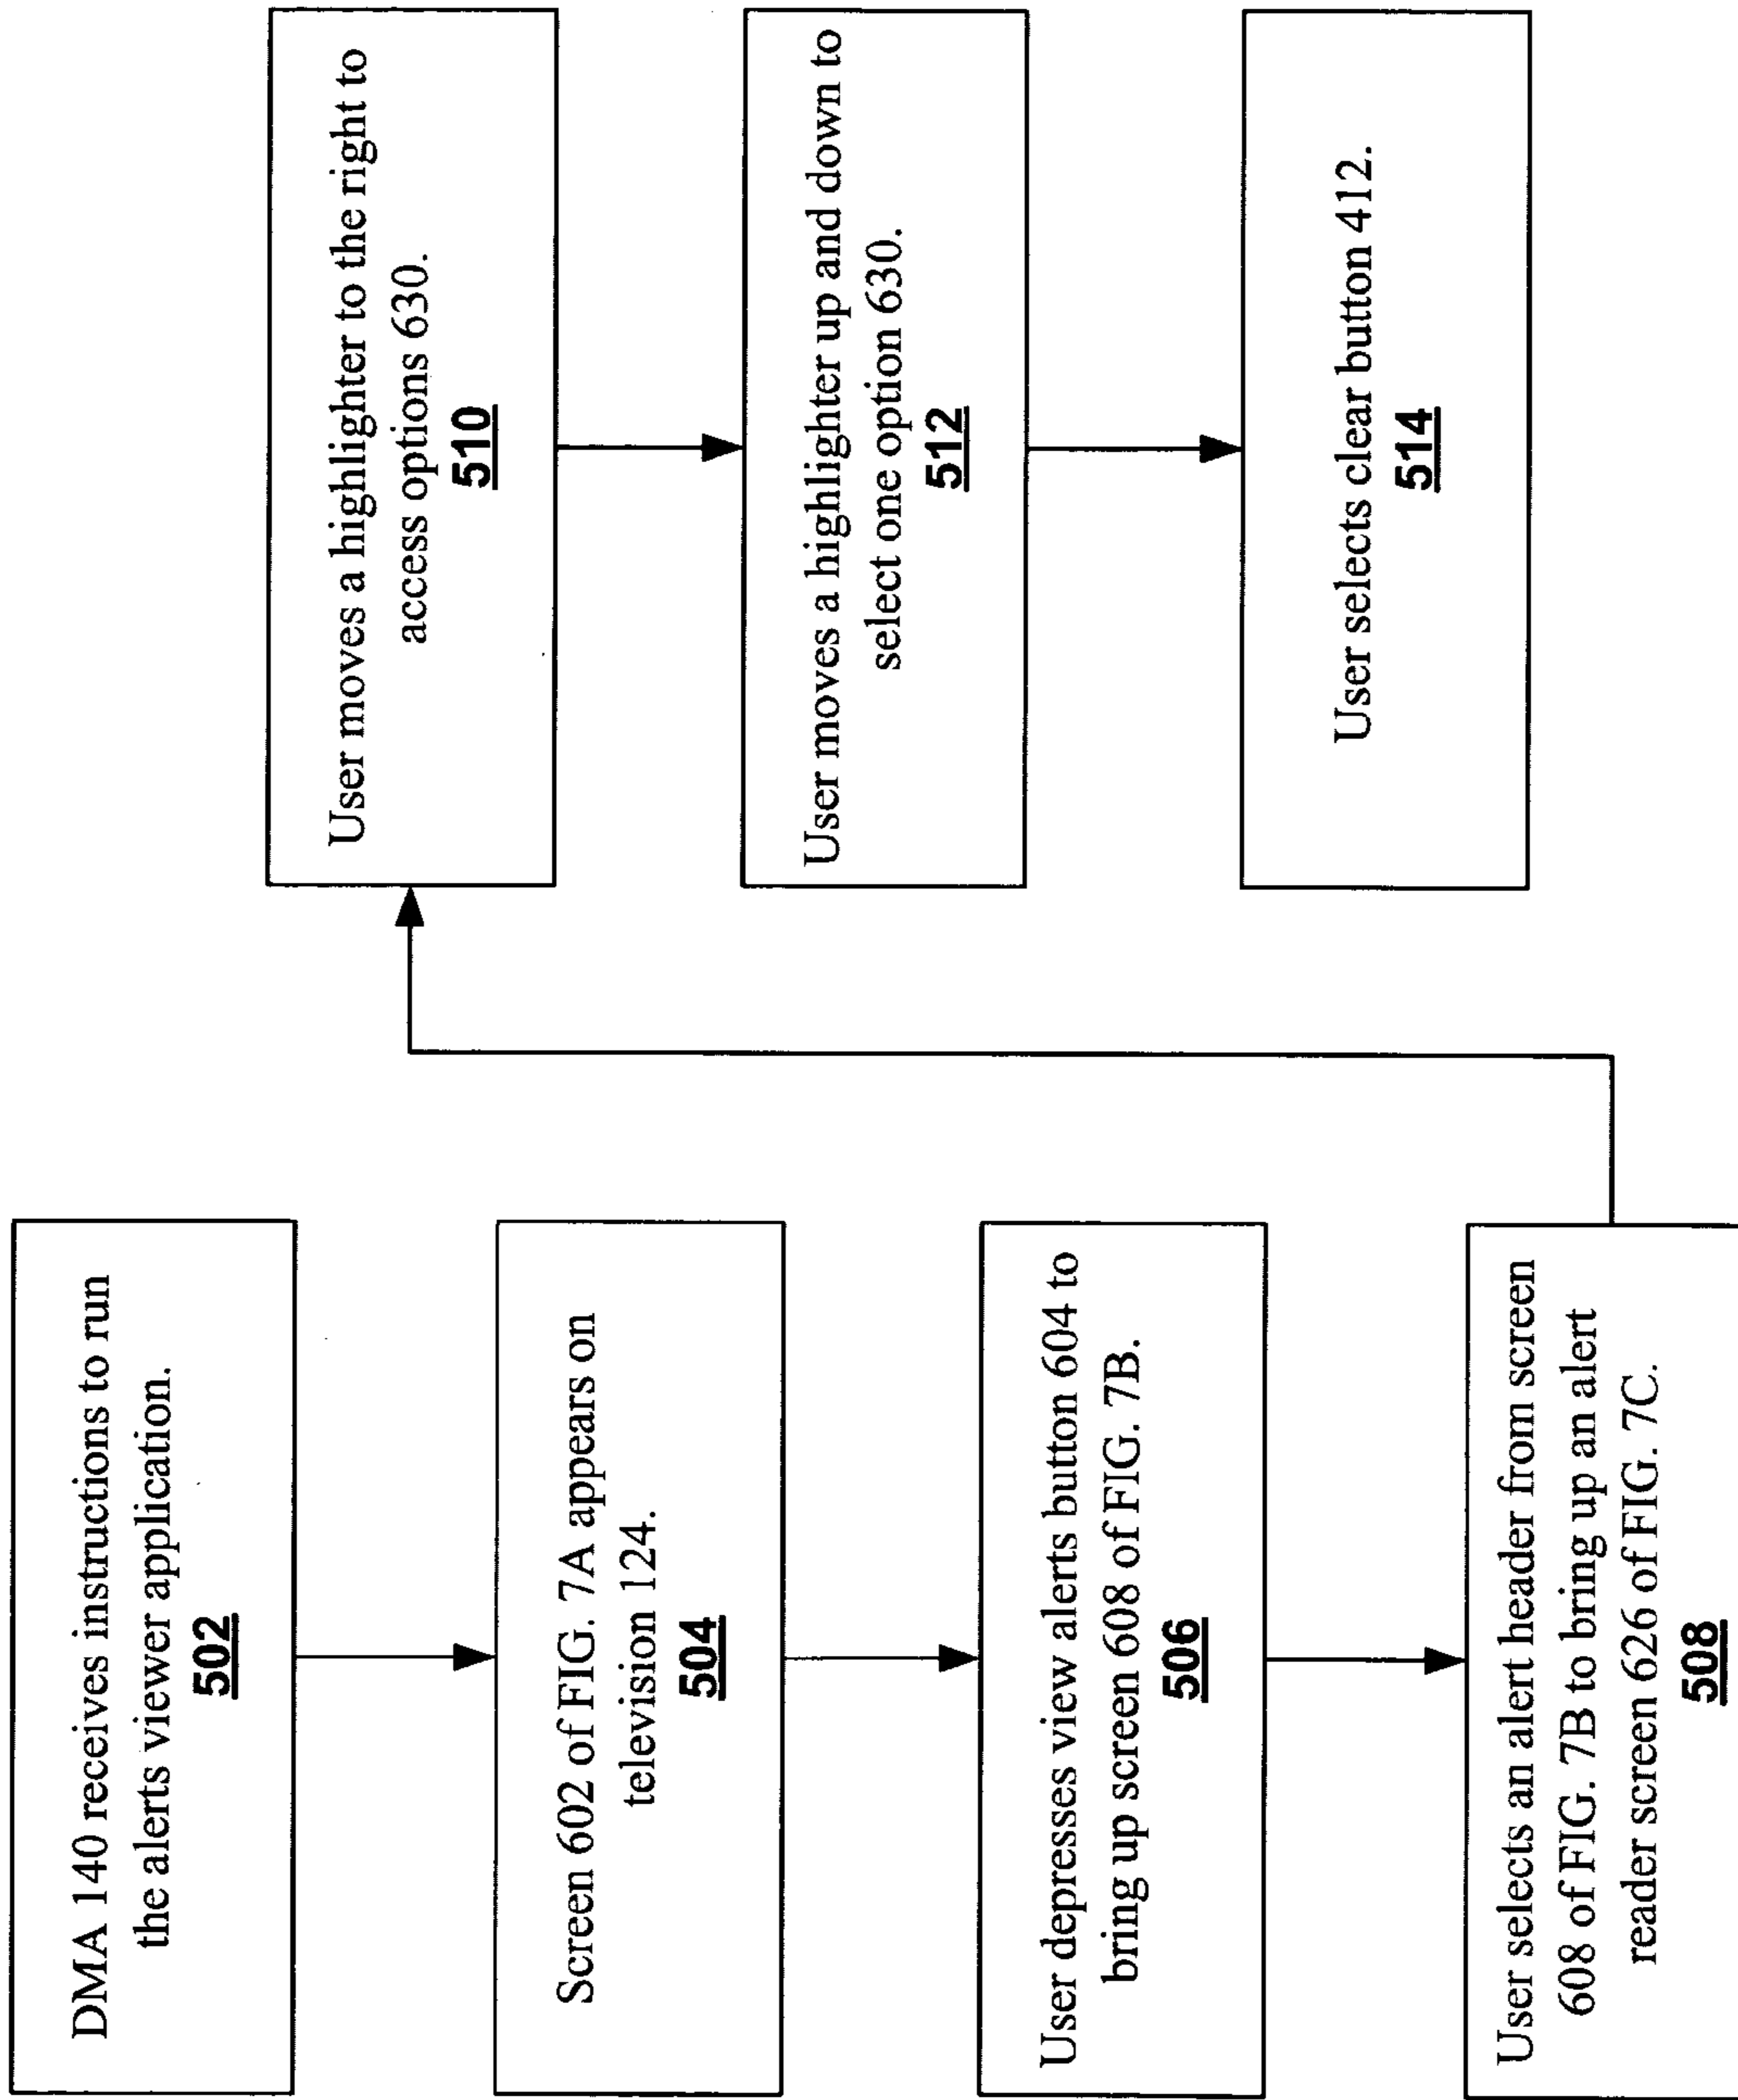 DMA 140 receives instructions to run
the alerts viewer application.
502
Screen 602 of FIG. 7A appears on
television 124.
504
User depresses view alerts button 604 to
bring up screen 608 of FIG. 7B.
506
User selects an alert header from screen
608 of FIG. 7B to bring up an alert
reader screen 626 of FIG. 7C.
508
User moves a highlighter to the right to
access options 630.
510
User moves a highlighter up and down to
select one option 630.
512
User selects clear button 412.
514